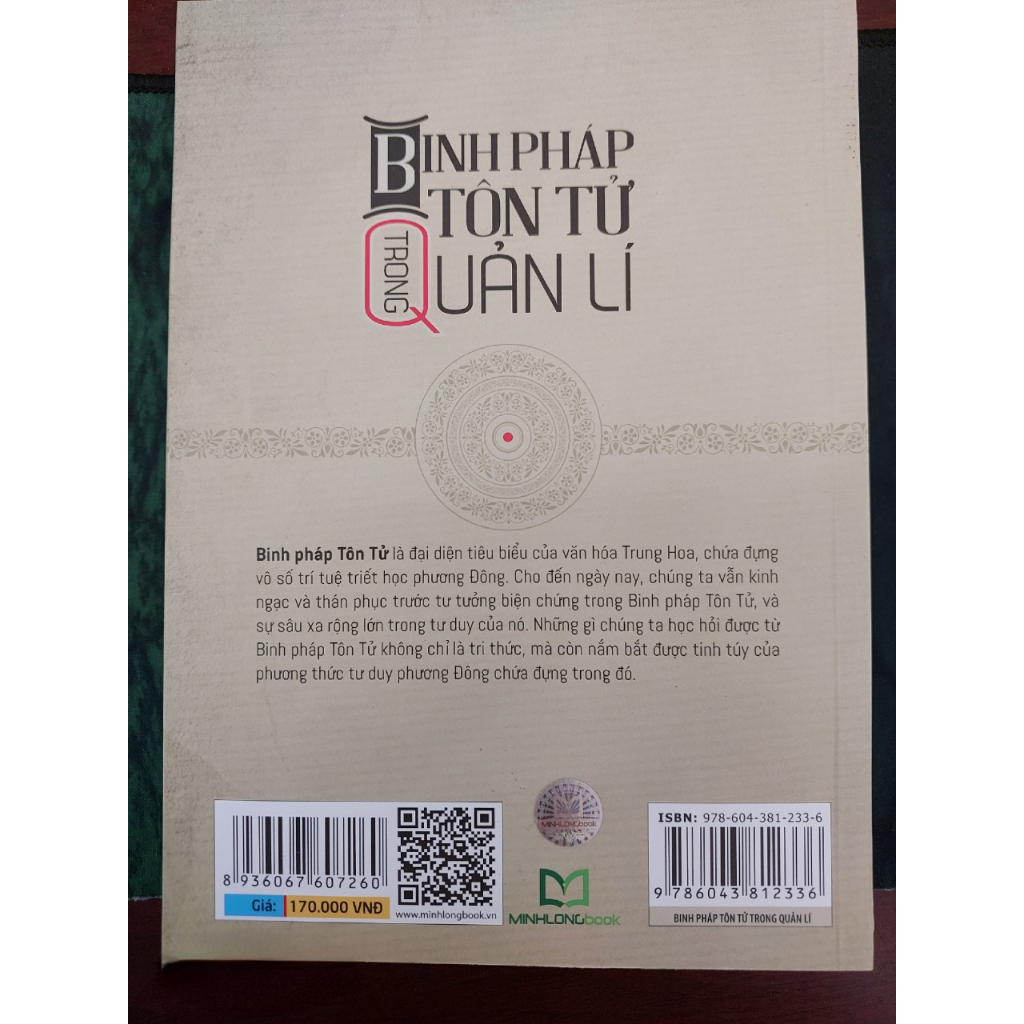 BINH PHÁP
TÔN TỬ
TRONG
QUẢN LÍ
Binh pháp Tôn Tử là đại diện tiêu biểu của văn hóa Trung Hoa, chứa đựng
vô số trí tuệ triết học phương Đông. Cho đến ngày nay, chúng ta vẫn kinh
ngạc và thán phục trước tư tưởng biện chứng trong Binh pháp Tôn Tử, và
sự sâu xa rộng lớn trong tư duy của nó. Những gì chúng ta học hỏi được từ
Binh pháp Tôn Tử không chỉ là tri thức, mà còn nắm bắt được tinh túy của
phương thức tư duy phương Đông chứa đựng trong đó.
8 936067 607260
Giá: 170.000 VNĐ
www.minhlongbook.vn
MINHLONGbook
MINHLONGbook
ISBN: 978-604-381-233-6
9 786043 812336
BINH PHÁP TÔN TỬ TRONG QUẢN LÍ